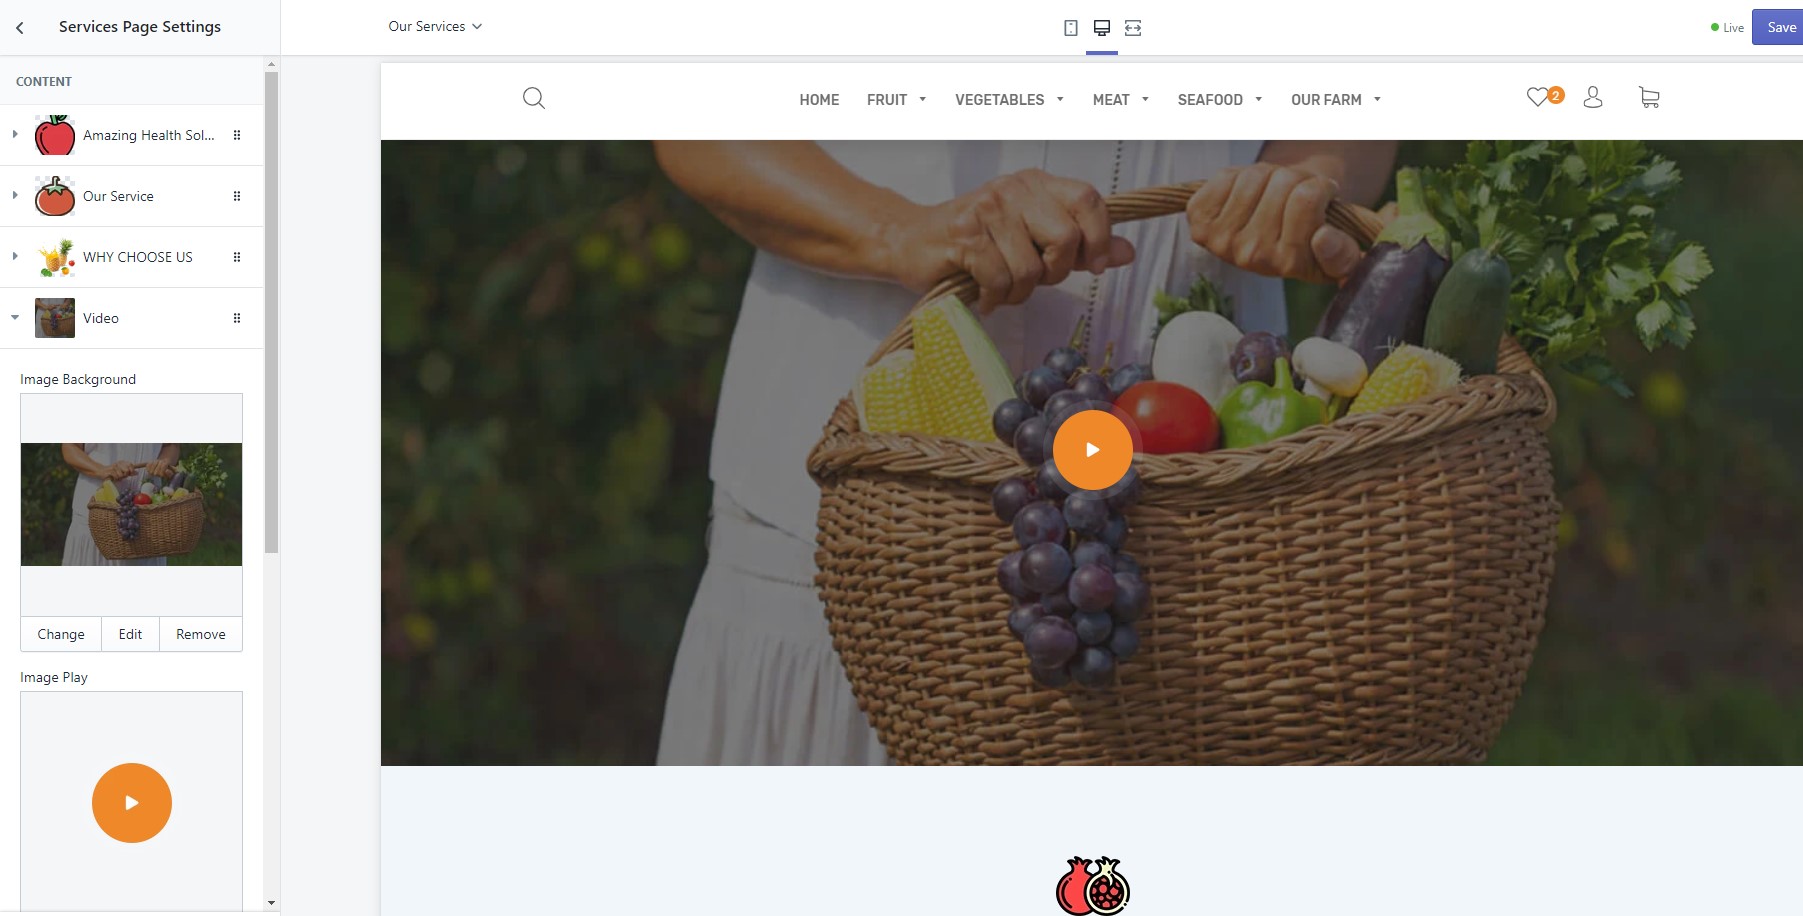 Services Page Settings
Our Services
Live
Save
CONTENT
Amazing Health Sol...
Our Service
WHY CHOOSE US
Video
Image Background
Change
Edit
Remove
Image Play
HOME
FRUIT
VEGETABLES
MEAT
SEAFOOD
OUR FARM
2